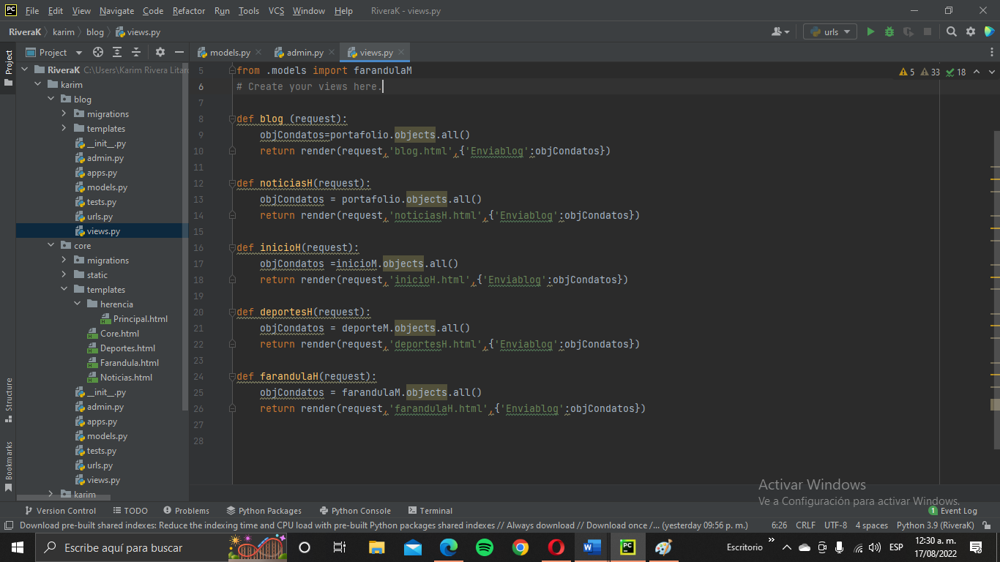 PC File Edit View Navigate Code Refactor Run Tools VCS Window Help RiveraK - views.py
RiveraK karim blog views.py urls
Project models.py admin.py views.py
Project
Structure
Bookmarks
RiveraK C:\Users\Karim Rivera Litar
karim
blog
migrations
templates
__init__.py
admin.py
apps.py
models.py
tests.py
urls.py
views.py
core
migrations
static
templates
herencia
Principal.html
Core.html
Deportes.html
Farandula.html
Noticias.html
__init__.py
admin.py
apps.py
models.py
tests.py
urls.py
views.py
karim
5 33 18
5 from .models import farandulaM
6 # Create your views here.
7
8 def blog (request):
9 objCondatos=portafolio.objects.all()
10 return render(request,'blog.html',{'Enviablog':objCondatos})
11
12 def noticiasH(request):
13 objCondatos = portafolio.objects.all()
14 return render(request,'noticiasH.html',{'Enviablog':objCondatos})
15
16 def inicioH(request):
17 objCondatos =inicioM.objects.all()
18 return render(request,'inicioH.html',{'Enviablog':objCondatos})
19
20 def deportesH(request):
21 objCondatos = deporteM.objects.all()
22 return render(request,'deportesH.html',{'Enviablog':objCondatos})
23
24 def farandulaH(request):
25 objCondatos = farandulaM.objects.all()
26 return render(request,'farandulaH.html',{'Enviablog':objCondatos})
27
28
Activar Windows
Ve a Configuración para activar Windows.
Version Control TODO Problems Python Packages Python Console Terminal 1 Event Log
Download pre-built shared indexes: Reduce the indexing time and CPU load with pre-built Python packages shared indexes // Always download // Download once /... (yesterday 09:56 p. m.) 6:26 CRLF UTF-8 4 spaces Python 3.9 (RiveraK)
Escribe aquí para buscar W PC Escritorio » ESP 12:30 a. m.
17/08/2022